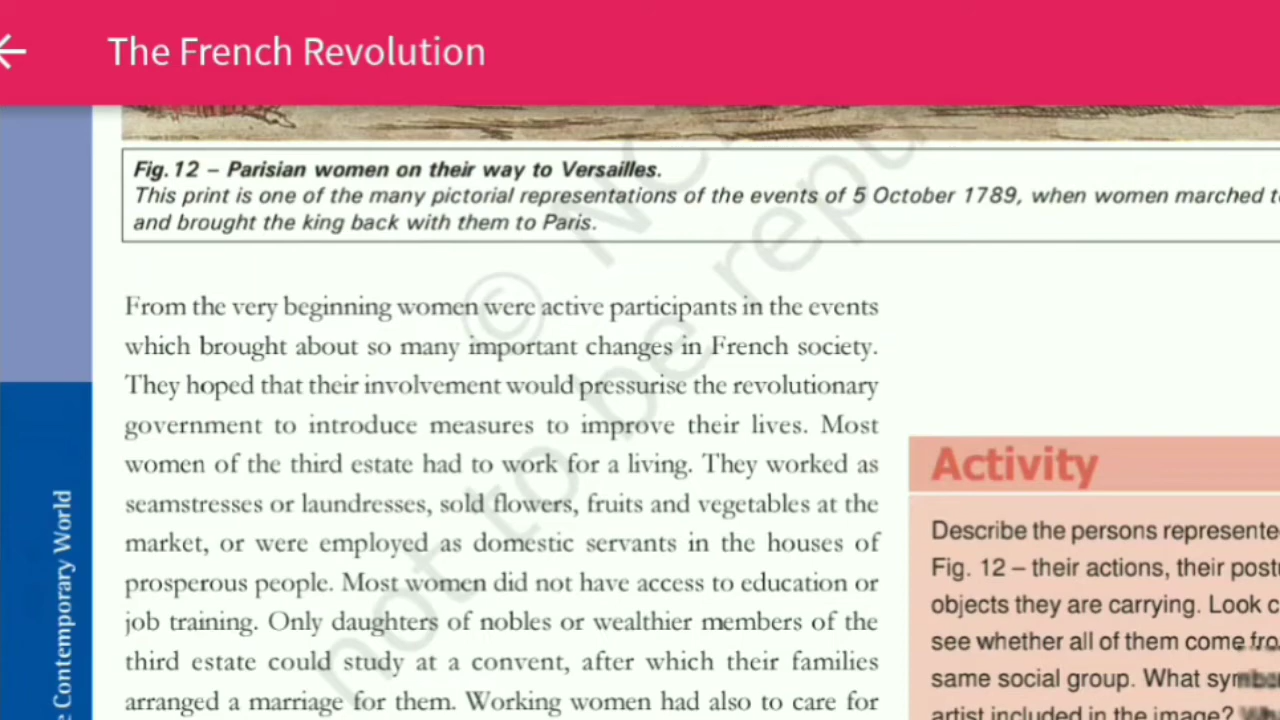 The French Revolution
Fig. 12 – Parisian women on their way to Versailles.
This print is one of the many pictorial representations of the events of 5 October 1789, when women marched
and brought the king back with them to Paris.
From the very beginning women were active participants in the events
which brought about so many important changes in French society.
They hoped that their involvement would pressurise the revolutionary
government to introduce measures to improve their lives. Most
women of the third estate had to work for a living. They worked as
seamstresses or laundresses, sold flowers, fruits and vegetables at the
market, or were employed as domestic servants in the houses of
prosperous people. Most women did not have access to education or
job training. Only daughters of nobles or wealthier members of the
third estate could study at a convent, after which their families
arranged a marriage for them. Working women had also to care for
Activity
Describe the persons
Fig. 12 – their actions, their
objects they are carrying. Look
see whether all of them come
same social group. What
artist included in the image?
Contemporary World
© NC
not to be repu